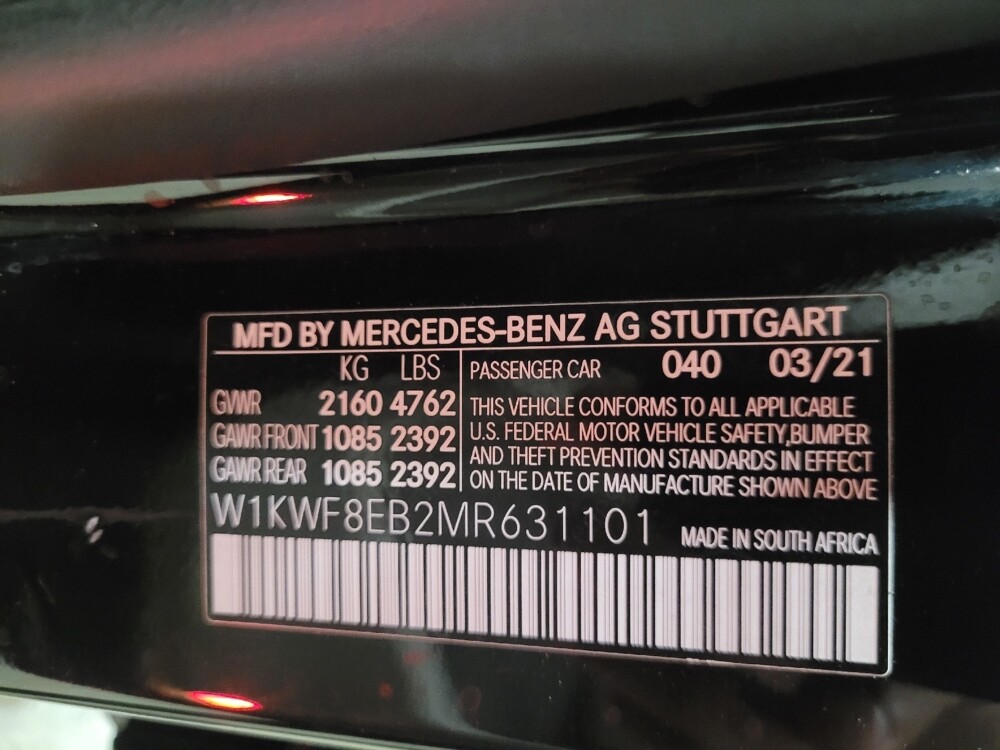 MFD BY MERCEDES-BENZ AG STUTTGART
KG LBS
GVWR 2160 4762
GAWR FRONT 1085 2392
GAWR REAR 1085 2392
PASSENGER CAR 040 03/21
THIS VEHICLE CONFORMS TO ALL APPLICABLE
U.S. FEDERAL MOTOR VEHICLE SAFETY,BUMPER
AND THEFT PREVENTION STANDARDS IN EFFECT
ON THE DATE OF MANUFACTURE SHOWN ABOVE
W1KWF8EB2MR631101
MADE IN SOUTH AFRICA